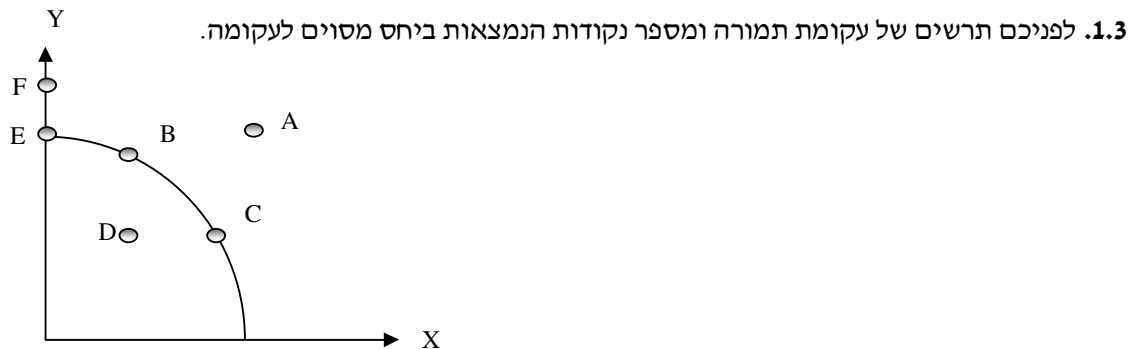 1.3. לפניכם תרשים של עקומת תמורה ומספר נקודות הנמצאות ביחס מסוים לעקומה.
Y
F
E
B
A
C
D
X